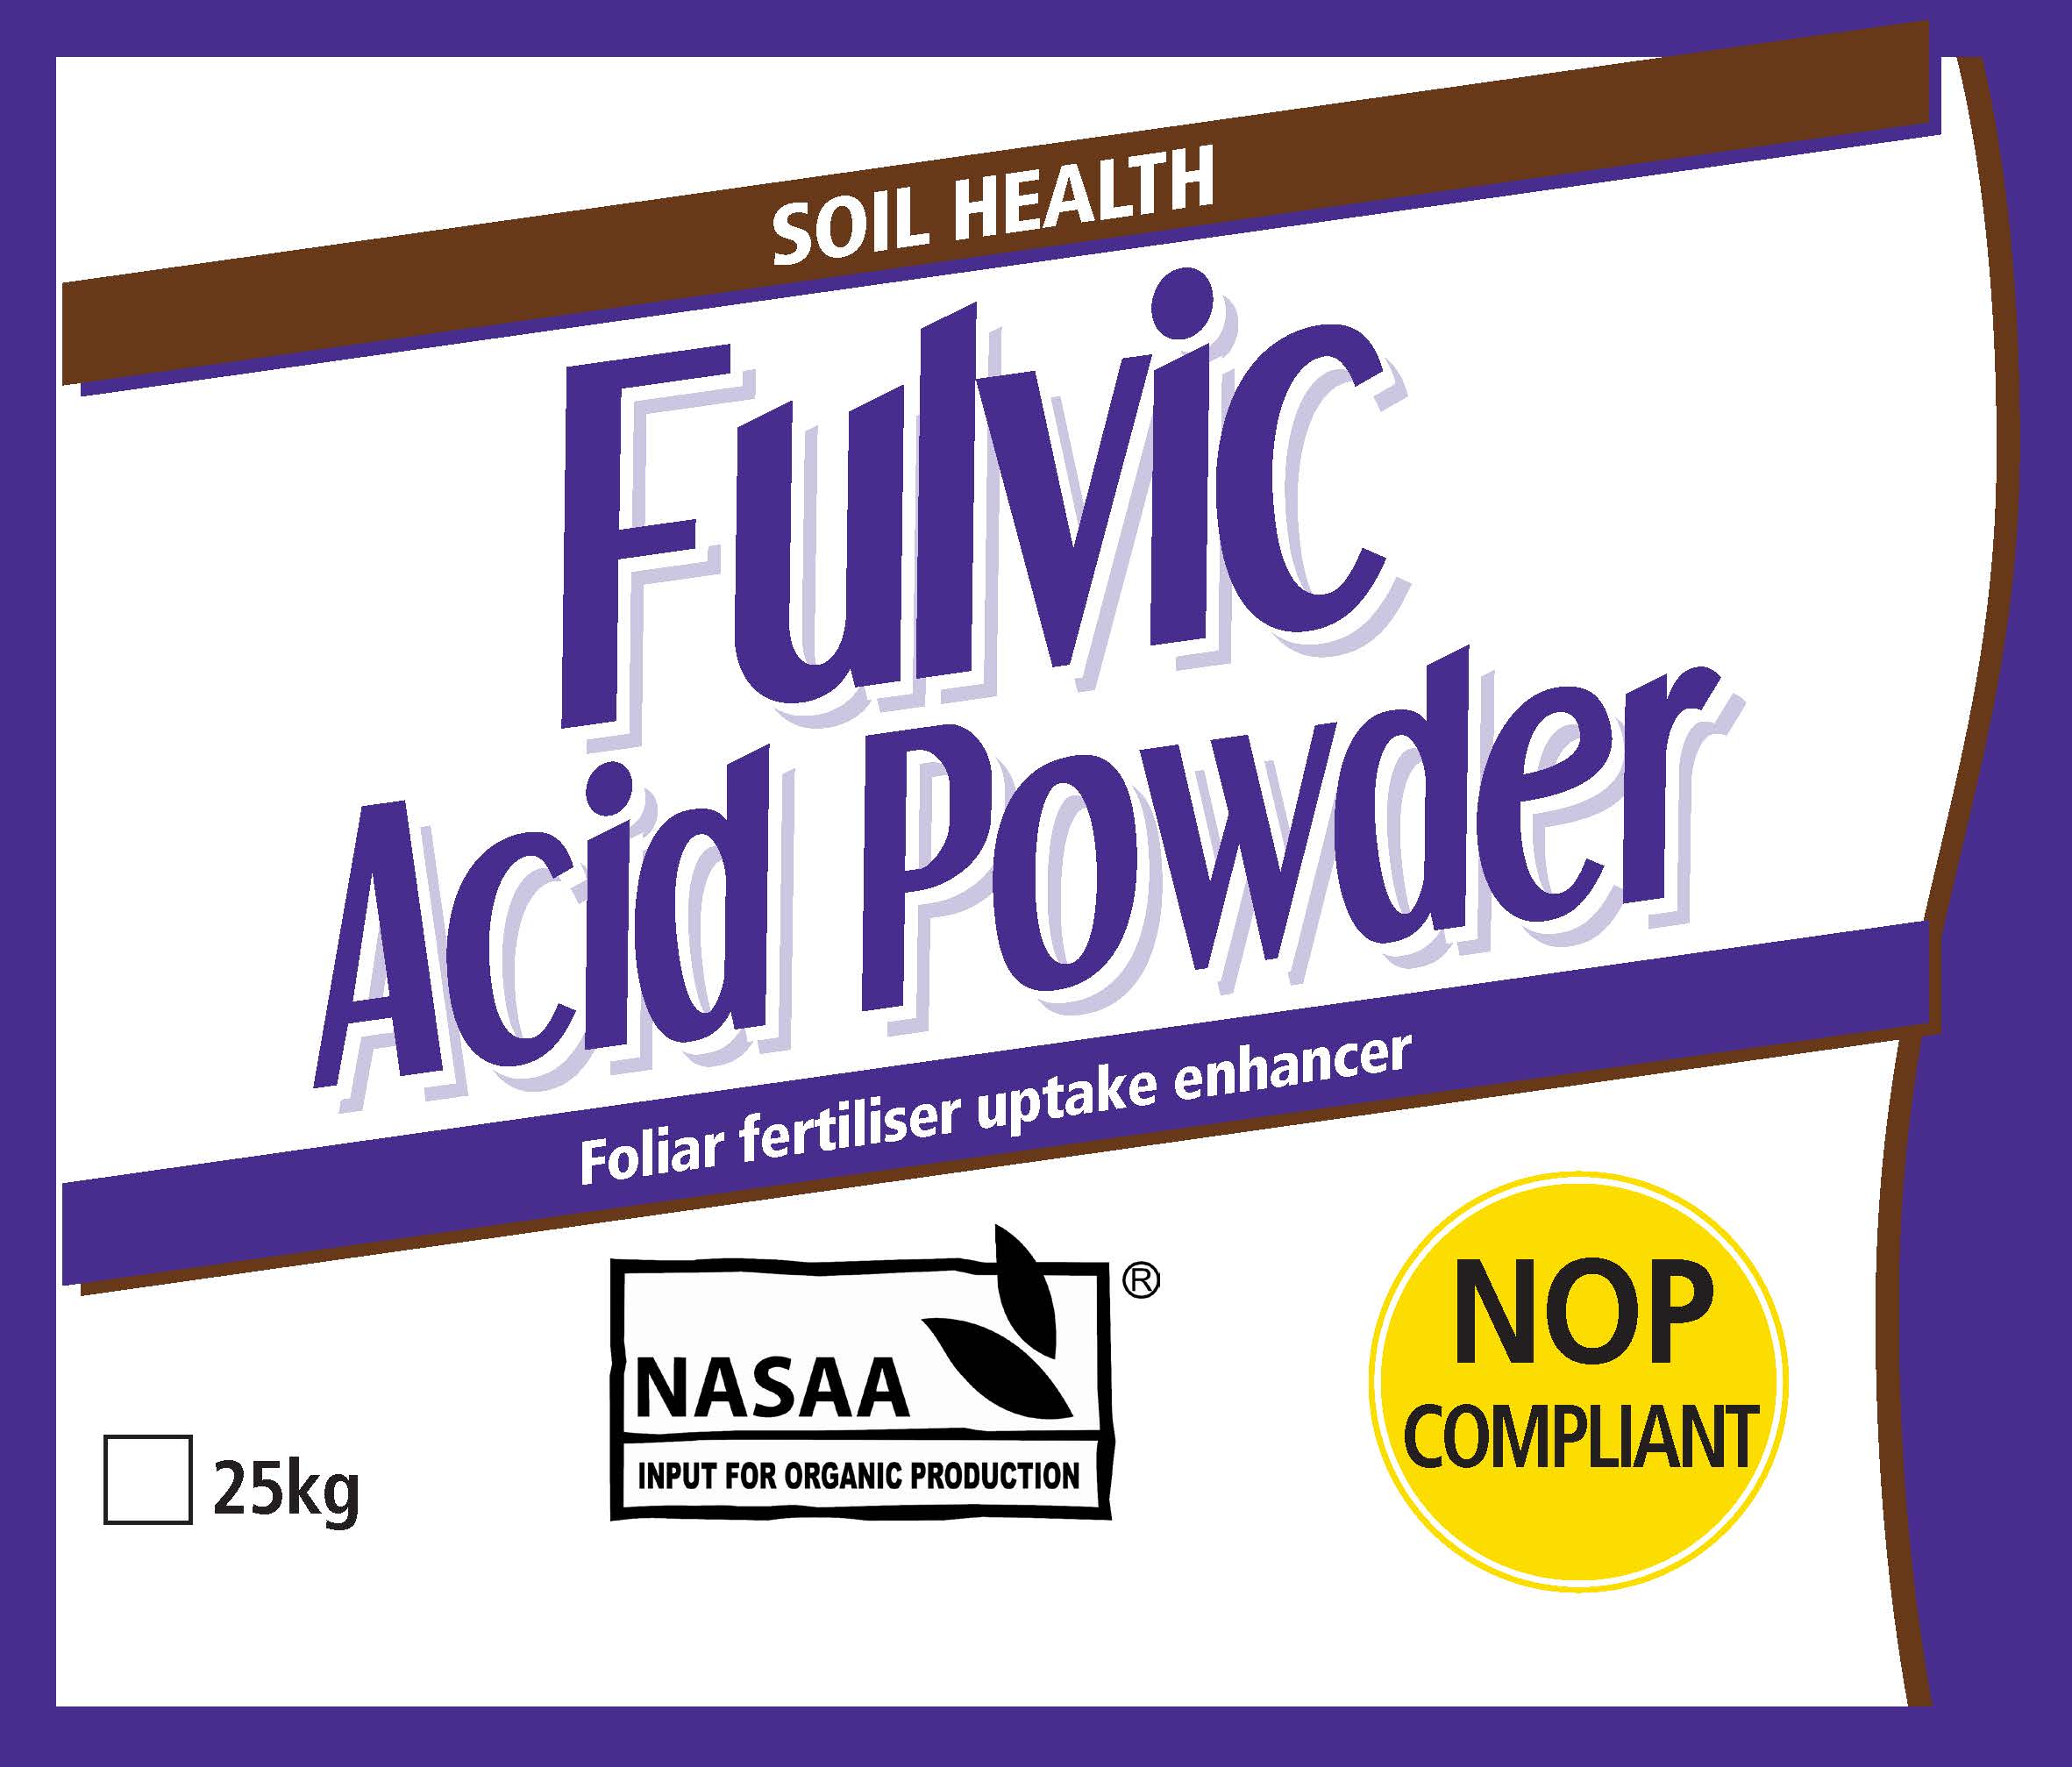 SOIL HEALTH
Fulvic
Acid Powder
Foliar fertiliser uptake enhancer
®
NASAA
INPUT FOR ORGANIC PRODUCTION
NOP
COMPLIANT
25kg